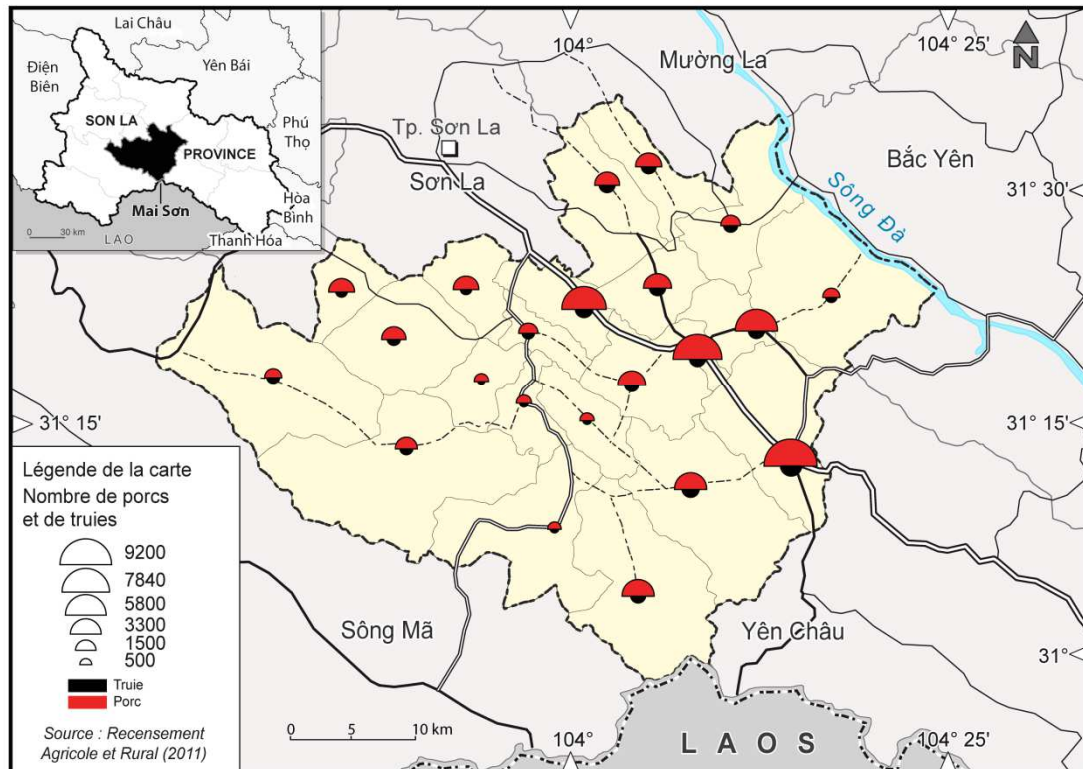 Lai Châu
Điện
Biên
Yên Bái
SON LA
PROVINCE
Phú
Thọ
Hòa
Bình
Mai Sơn
0 30 km
LAO
Thanh Hóa
104°
104° 25'
N
Mường La
Tp. Sơn La
Sơn La
Bắc Yên
Sông Đà
31° 30'
31° 15'
31° 15'
Légende de la carte
Nombre de porcs
et de truies
9200
7840
5800
3300
1500
500
Truie
Porc
Source : Recensement
Agricole et Rural (2011)
Sông Mã
Yên Châu
31°
0 5 10 km
104°
LAOS
104° 25'